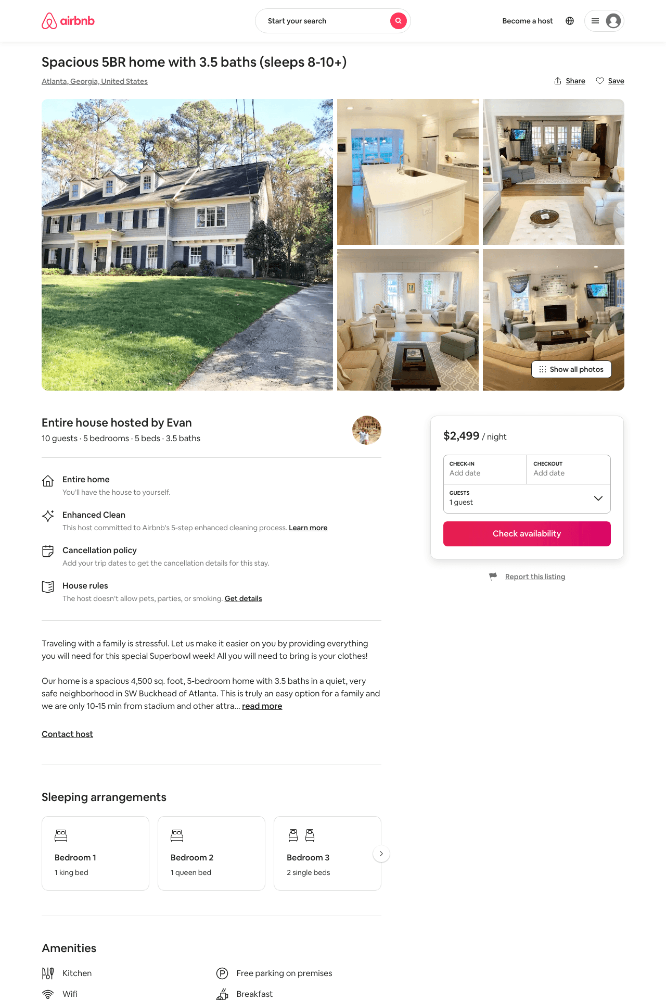 airbnb
Start your search
Become a host
Spacious 5BR home with 3.5 baths (sleeps 8-10+)
Atlanta, Georgia, United States
Share
Save
Show all photos
Entire house hosted by Evan
10 guests · 5 bedrooms · 5 beds · 3.5 baths
Entire home
You'll have the house to yourself.
Enhanced Clean
This host committed to Airbnb's 5-step enhanced cleaning process. Learn more
Cancellation policy
Add your trip dates to get the cancellation details for this stay.
House rules
The host doesn't allow pets, parties, or smoking. Get details
$2,499 / night
CHECK-IN
Add date
CHECKOUT
Add date
GUESTS
1 guest
Check availability
Report this listing
Traveling with a family is stressful. Let us make it easier on you by providing everything
you will need for this special Superbowl week! All you will need to bring is your clothes!
Our home is a spacious 4,500 sq. foot, 5-bedroom home with 3.5 baths in a quiet, very
safe neighborhood in SW Buckhead of Atlanta. This is truly an easy option for a family and
we are only 10-15 min from stadium and other attra... read more
Contact host
Sleeping arrangements
Bedroom 1
1 king bed
Bedroom 2
1 queen bed
Bedroom 3
2 single beds
Amenities
Kitchen
Free parking on premises
Wifi
Breakfast